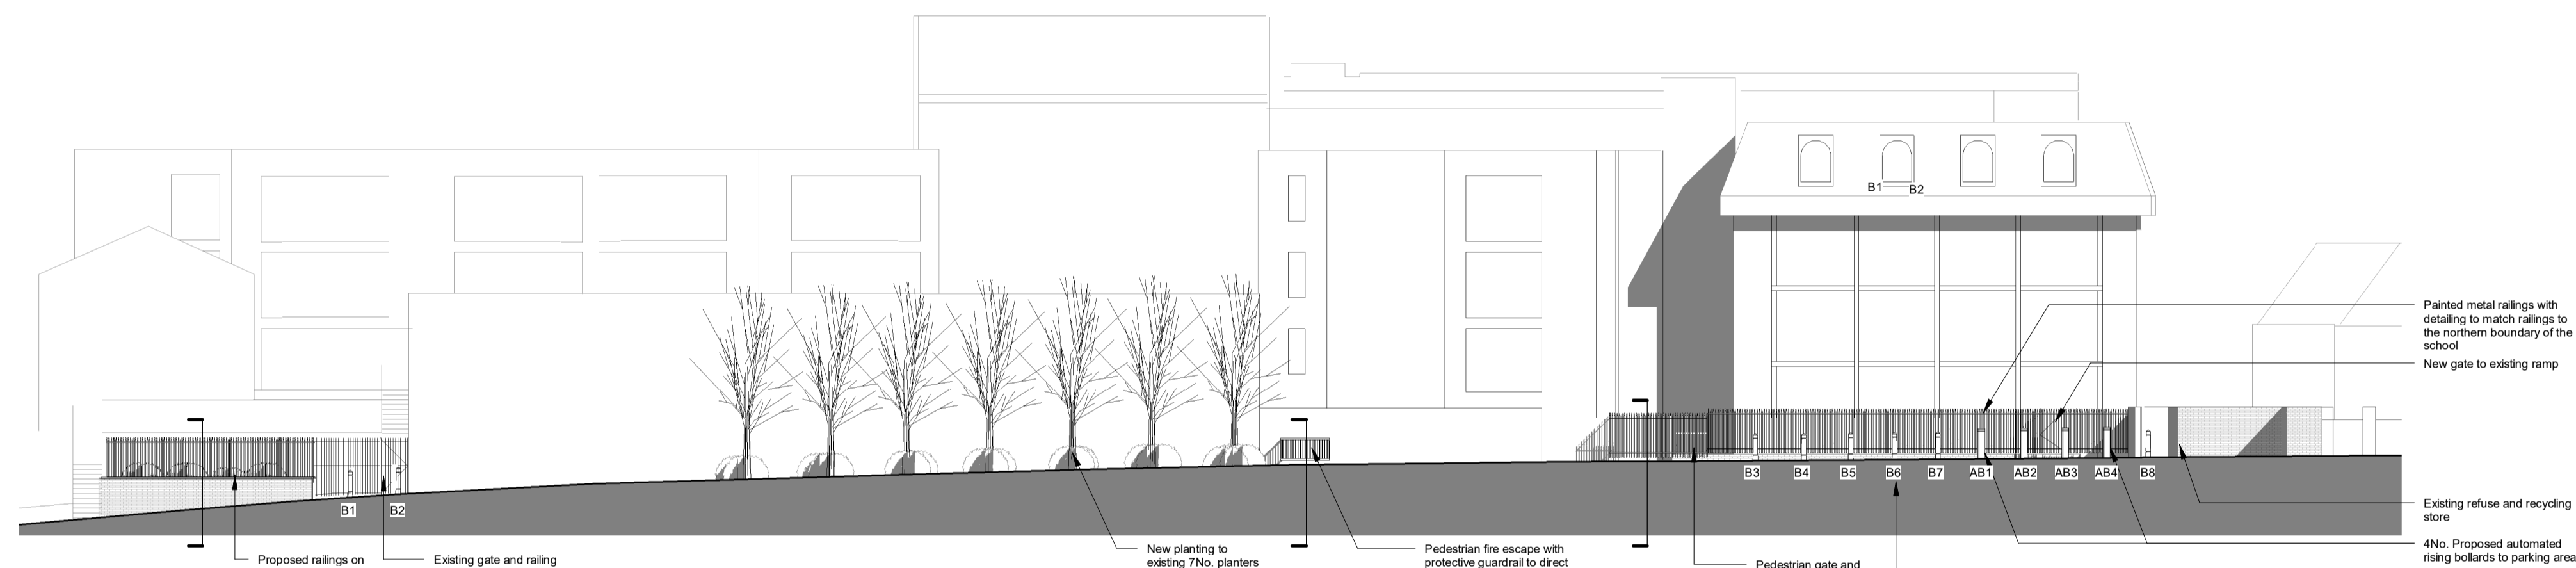 B1
B2
Painted metal railings with
detailing to match railings to
the northern boundary of the
school
New gate to existing ramp
B3
B4
B5
B6
B7
AB1
AB2
AB3
AB4
B8
B1
B2
Existing refuse and recycling
store
4No. Proposed automated
rising bollards to parking area
Proposed railings on
Existing gate and railing
New planting to
existing 7No. planters
Pedestrian fire escape with
protective guardrail to direct
Pedestrian gate and